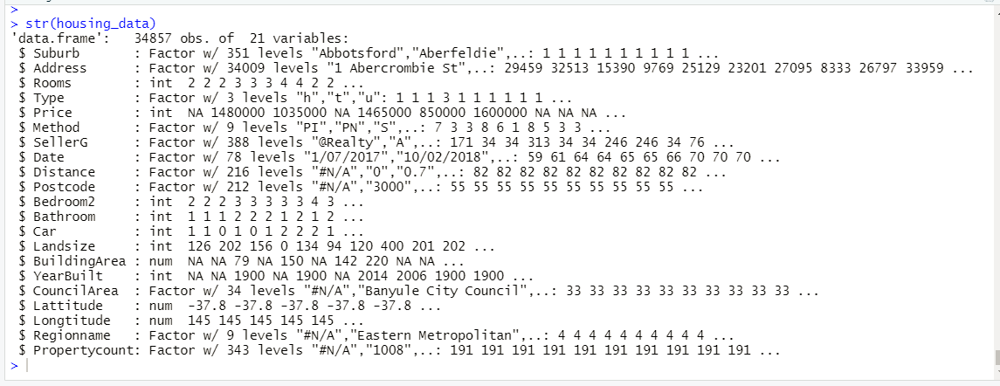 >
> str(housing_data)
'data.frame':   34857 obs. of  21 variables:
 $ Suburb       : Factor w/ 351 levels "Abbotsford","Aberfeldie",..: 1 1 1 1 1 1 1 1 1 1 ...
 $ Address      : Factor w/ 34009 levels "1 Abercrombie St",..: 29459 32513 15390 9769 25129 23201 27095 8333 26797 33959 ...
 $ Rooms        : int  2 2 2 3 3 3 4 4 2 2 ...
 $ Type         : Factor w/ 3 levels "h","t","u": 1 1 1 3 1 1 1 1 1 1 ...
 $ Price        : int  NA 1480000 1035000 NA 1465000 850000 1600000 NA NA NA ...
 $ Method       : Factor w/ 9 levels "PI","PN","S",..: 7 3 3 8 6 1 8 5 3 3 ...
 $ SellerG      : Factor w/ 388 levels "@Realty","A",..: 171 34 34 313 34 34 246 246 34 76 ...
 $ Date         : Factor w/ 78 levels "1/07/2017","10/02/2018",..: 59 61 64 64 65 65 66 70 70 70 ...
 $ Distance     : Factor w/ 216 levels "#N/A","0","0.7",..: 82 82 82 82 82 82 82 82 82 82 ...
 $ Postcode     : Factor w/ 212 levels "#N/A","3000",..: 55 55 55 55 55 55 55 55 55 55 ...
 $ Bedroom2     : int  2 2 2 3 3 3 3 3 4 3 ...
 $ Bathroom     : int  1 1 1 2 2 2 1 2 1 2 ...
 $ Car          : int  1 1 0 1 0 1 2 2 2 1 ...
 $ Landsize     : int  126 202 156 0 134 94 120 400 201 202 ...
 $ BuildingArea : num  NA NA 79 NA 150 NA 142 220 NA NA ...
 $ YearBuilt    : int  NA NA 1900 NA 1900 NA 2014 2006 1900 1900 ...
 $ CouncilArea  : Factor w/ 34 levels "#N/A","Banyule City Council",..: 33 33 33 33 33 33 33 33 33 33 ...
 $ Lattitude    : num  -37.8 -37.8 -37.8 -37.8 -37.8 ...
 $ Longtitude   : num  145 145 145 145 145 ...
 $ Regionname   : Factor w/ 9 levels "#N/A","Eastern Metropolitan",..: 4 4 4 4 4 4 4 4 4 4 ...
 $ Propertycount: Factor w/ 343 levels "#N/A","1008",..: 191 191 191 191 191 191 191 191 191 191 ...
>